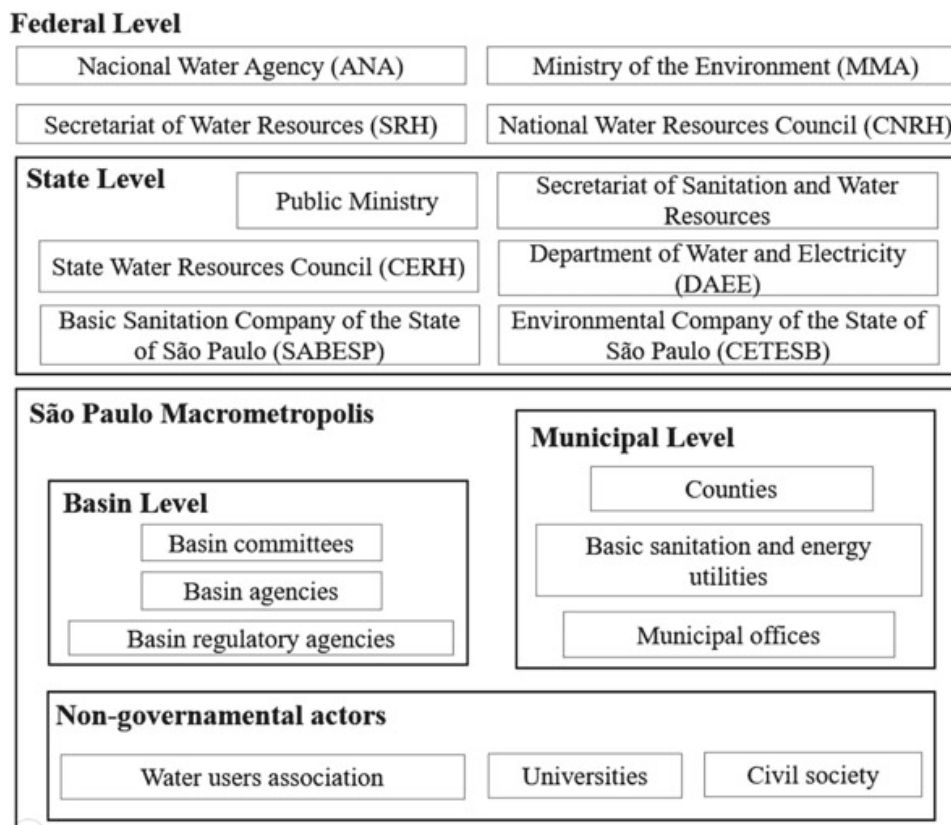 Federal Level
Nacional Water Agency (ANA)
Ministry of the Environment (MMA)
Secretariat of Water Resources (SRH)
National Water Resources Council (CNRH)
State Level
Public Ministry
Secretariat of Sanitation and Water
Resources
State Water Resources Council (CERH)
Department of Water and Electricity
(DAEE)
Basic Sanitation Company of the State
of São Paulo (SABESP)
Environmental Company of the State of
São Paulo (CETESB)
São Paulo Macrometropolis
Basin Level
Basin committees
Basin agencies
Basin regulatory agencies
Municipal Level
Counties
Basic sanitation and energy
utilities
Municipal offices
Non-governamental actors
Water users association
Universities
Civil society